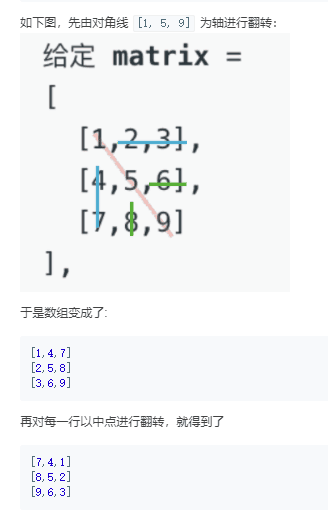 如下图，先由对角线 [1, 5, 9] 为轴进行翻转：
给定 matrix =
[
[1,2,3],
[4,5,6],
[7,8,9]
],
于是数组变成了:
[1,4,7]
[2,5,8]
[3,6,9]
再对每一行以中点进行翻转，就得到了
[7,4,1]
[8,5,2]
[9,6,3]